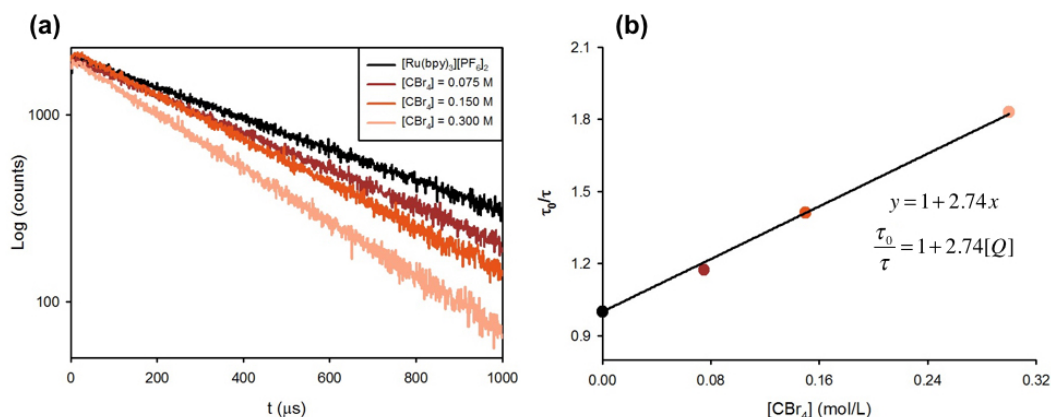 (a)
Log (counts)
1000
100
0
200
400
600
800
1000
t (μs)
[Ru(bpy)₃][PF₆]₂
[CBr₄] = 0.075 M
[CBr₄] = 0.150 M
[CBr₄] = 0.300 M
(b)
τ₀/τ
2.1
1.8
1.5
1.2
0.9
0.00
0.08
0.16
0.24
0.32
[CBr₄] (mol/L)
y = 1 + 2.74x
τ₀/τ = 1 + 2.74[Q]